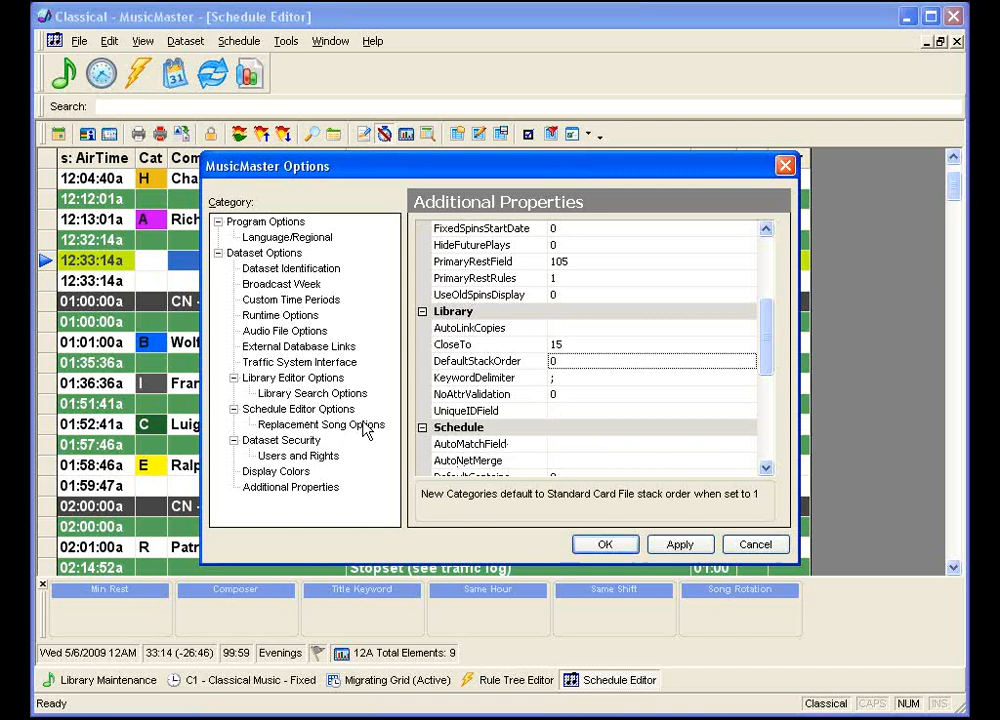 Classical - MusicMaster - [Schedule Editor]
File Edit View Dataset Schedule Tools Window Help
Search:
s: AirTime Cat Com
12:04:40a H Cha
12:12:01a
12:13:01a A Rich
12:32:14a
12:33:14a
12:33:14a
01:00:00a CN -
01:00:00a
01:01:00a B Wolf
01:35:36a
01:36:36a I Fran
01:51:41a
01:52:41a C Luig
01:57:46a
01:58:46a E Ralp
01:59:47a
02:00:00a CN -
02:00:00a
02:01:00a R Patr
02:14:52a Stopset (see traffic log) 01:00
MusicMaster Options
Category:
Program Options
Language/Regional
Dataset Options
Dataset Identification
Broadcast Week
Custom Time Periods
Runtime Options
Audio File Options
External Database Links
Traffic System Interface
Library Editor Options
Library Search Options
Schedule Editor Options
Replacement Song Options
Dataset Security
Users and Rights
Display Colors
Additional Properties
Additional Properties
FixedSpinsStartDate 0
HideFuturePlays 0
PrimaryRestField 105
PrimaryRestRules 1
UseOldSpinsDisplay 0
Library
AutoLinkCopies
CloseTo 15
DefaultStackOrder 0
KeywordDelimiter ;
NoAttrValidation 0
UniqueIDField
Schedule
AutoMatchField
AutoNetMerge
New Categories default to Standard Card File stack order when set to 1
OK Apply Cancel
Min Rest Composer Title Keyword Same Hour Same Shift Song Rotation
Wed 5/6/2009 12AM 33:14 (-26:46) 99:59 Evenings 12A Total Elements: 9
Library Maintenance C1 - Classical Music - Fixed Migrating Grid (Active) Rule Tree Editor Schedule Editor
Ready Classical CAPS NUM INS